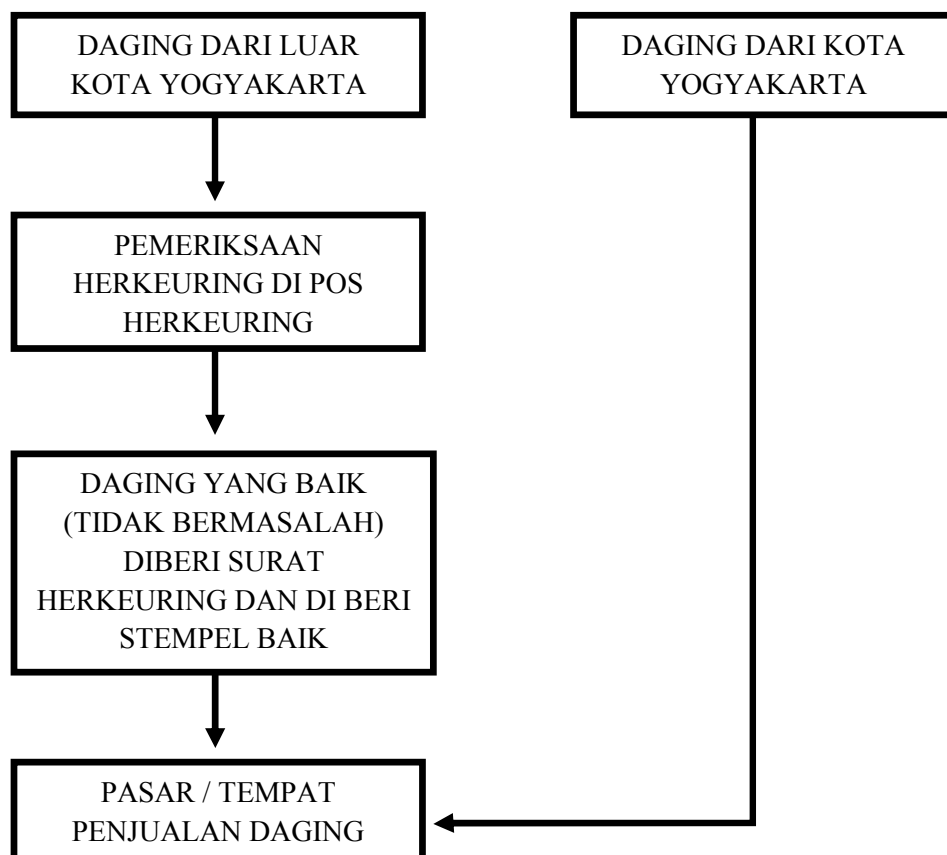 DAGING DARI LUAR
KOTA YOGYAKARTA
DAGING DARI KOTA
YOGYAKARTA
PEMERIKSAAN
HERKEURING DI POS
HERKEURING
DAGING YANG BAIK
(TIDAK BERMASALAH)
DIBERI SURAT
HERKEURING DAN DI BERI
STEMPEL BAIK
PASAR / TEMPAT
PENJUALAN DAGING